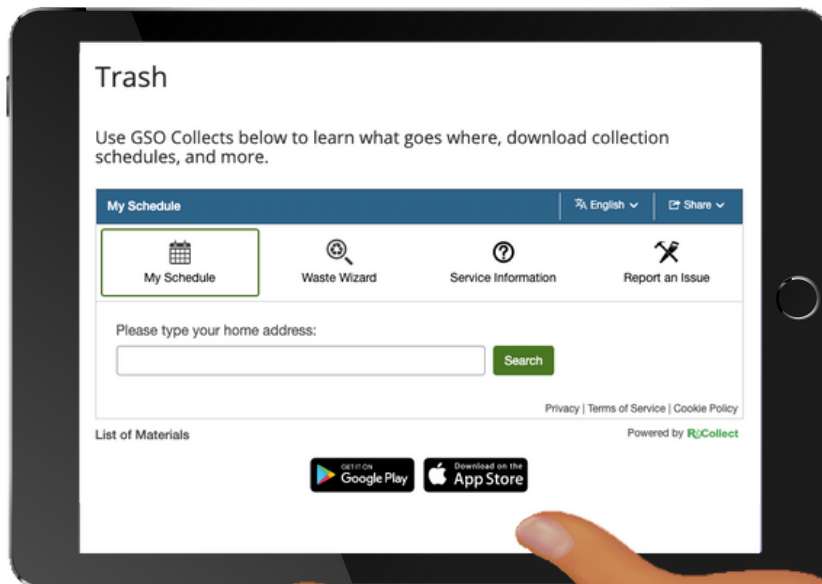 Trash
Use GSO Collects below to learn what goes where, download collection
schedules, and more.
My Schedule
English
Share
My Schedule
Waste Wizard
Service Information
Report an Issue
Please type your home address:
Search
Privacy | Terms of Service | Cookie Policy
List of Materials
Powered by ReCollect
GET IT ON
Google Play
Download on the
App Store